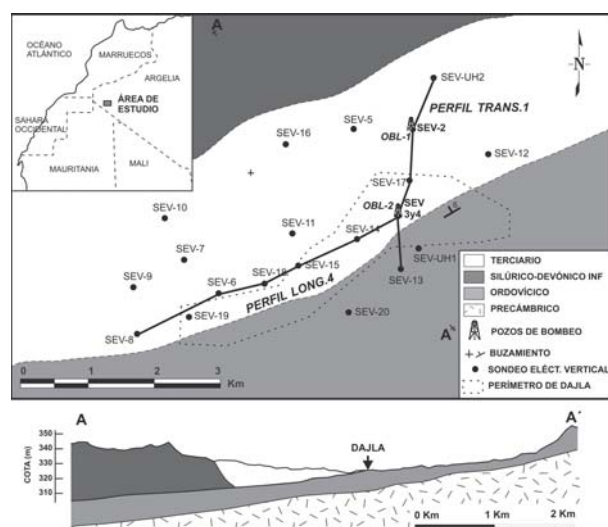 OCÉANO
ATLÁNTICO
MARRUECOS
ARGELIA
ÁREA DE
ESTUDIO
SAHARA
OCCIDENTAL
MAURITANIA
MALI
A
N
SEV-UH2
PERFIL TRANS.1
SEV-5
SEV-2
OBL-1
SEV-16
SEV-12
SEV-17
OBL-2
SEV
3y4
SEV-10
SEV-11
SEV-14
SEV-7
SEV-UH1
SEV-15
SEV-13
SEV-9
SEV-6
SEV-18
PERFIL LONG.4
SEV-19
SEV-20
SEV-8
A´
0 1 2 3
Km
TERCIARIO
SILÚRICO-DEVÓNICO INF
ORDOVÍCICO
PRECÁMBRICO
POZOS DE BOMBEO
BUZAMIENTO
SONDEO ELÉCT. VERTICAL
PERÍMETRO DE DAJLA
A
A´
COTA (m)
350
340
330
320
310
DAJLA
0 Km 1 Km 2 Km